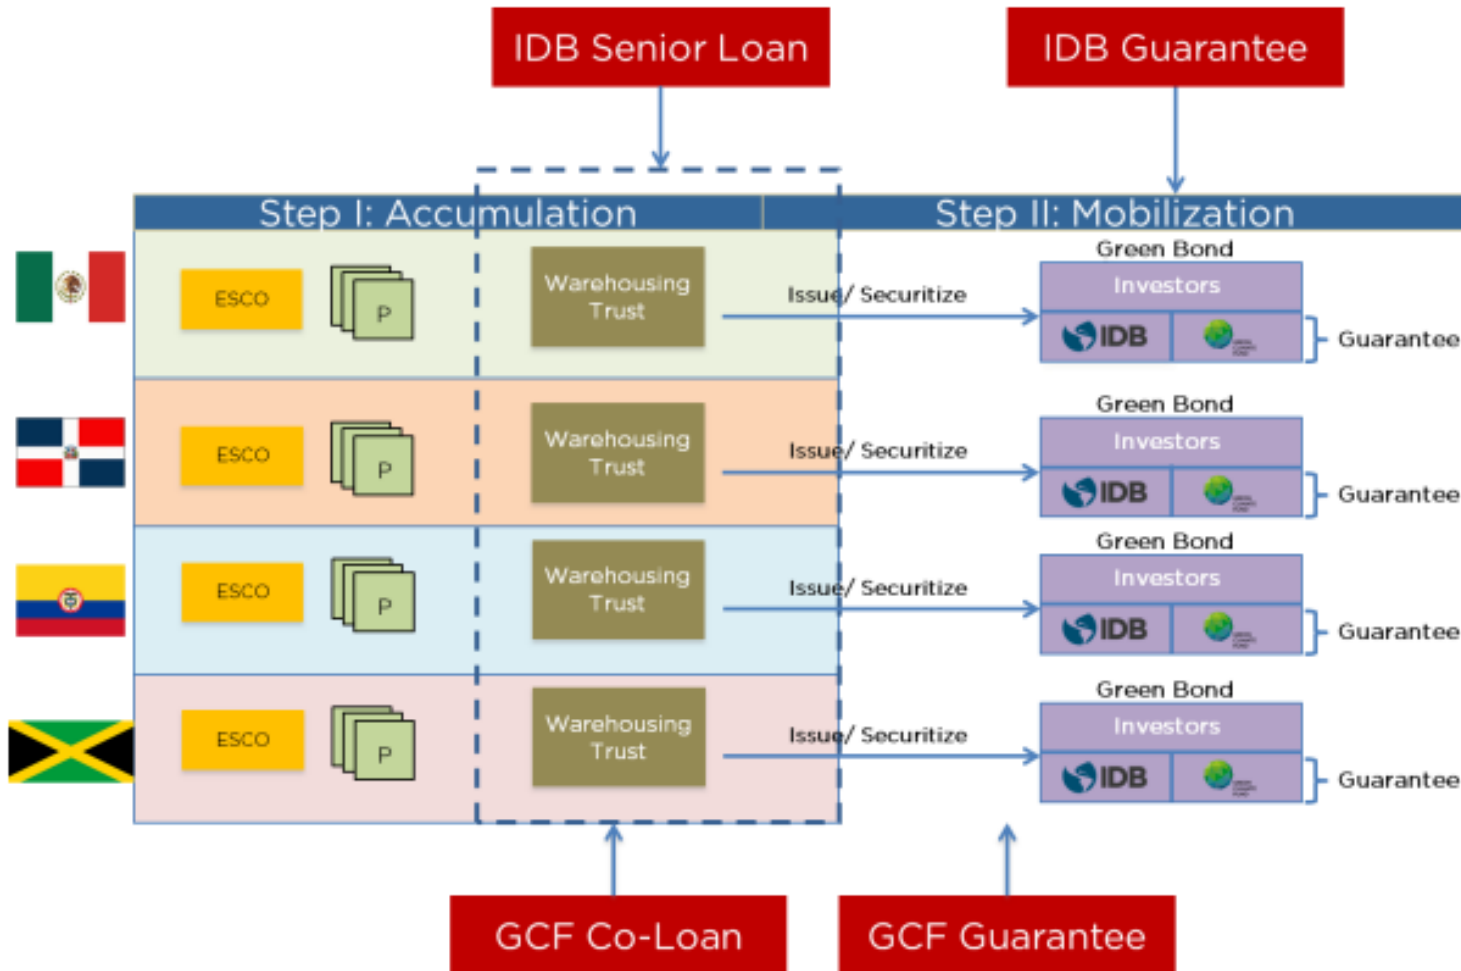 IDB Senior Loan
IDB Guarantee
Step I: Accumulation
Step II: Mobilization
ESCO
P
Warehousing
Trust
Issue/ Securitize
Green Bond
Investors
IDB
Guarantee
ESCO
P
Warehousing
Trust
Issue/ Securitize
Green Bond
Investors
IDB
Guarantee
ESCO
P
Warehousing
Trust
Issue/ Securitize
Green Bond
Investors
IDB
Guarantee
ESCO
P
Warehousing
Trust
Issue/ Securitize
Green Bond
Investors
IDB
Guarantee
GCF Co-Loan
GCF Guarantee